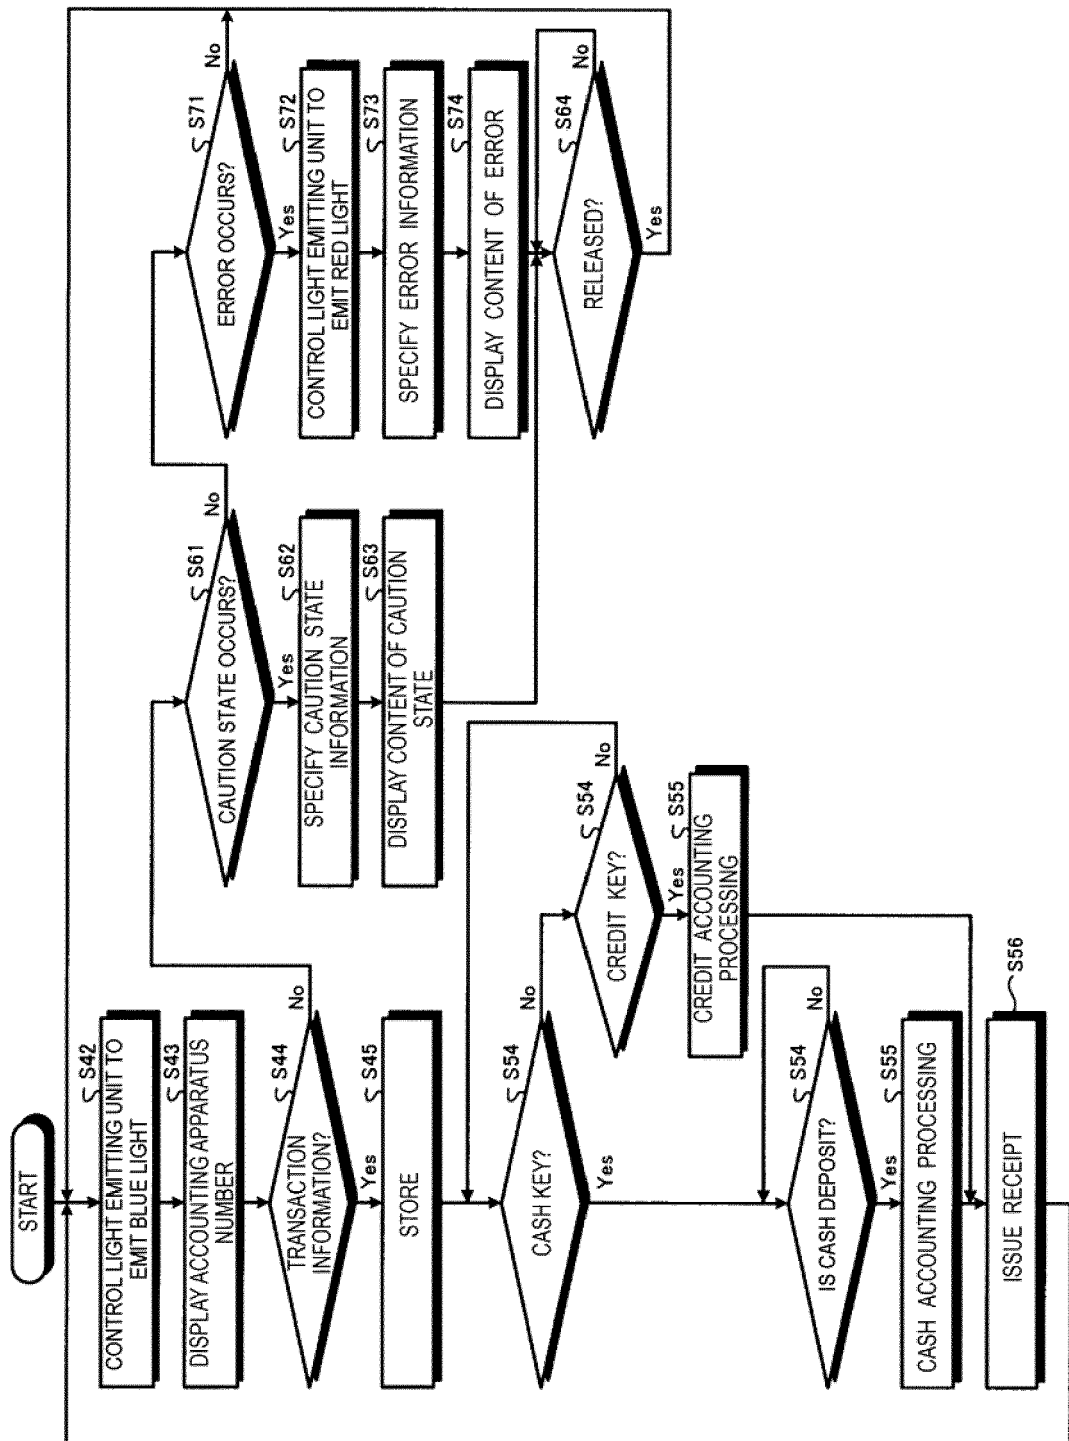 START
S42
CONTROL LIGHT EMITTING UNIT TO
EMIT BLUE LIGHT
S43
DISPLAY ACCOUNTING APPARATUS
NUMBER
S44
TRANSACTION
INFORMATION?
No
Yes
S45
STORE
S54
CASH KEY?
No
Yes
S54
CREDIT KEY?
No
Yes
S55
CREDIT ACCOUNTING
PROCESSING
S54
IS CASH DEPOSIT?
No
Yes
S55
CASH ACCOUNTING PROCESSING
S56
ISSUE RECEIPT
S61
CAUTION STATE OCCURS?
No
Yes
S62
SPECIFY CAUTION STATE
INFORMATION
S63
DISPLAY CONTENT OF CAUTION
STATE
S71
ERROR OCCURS?
No
Yes
S72
CONTROL LIGHT EMITTING UNIT TO
EMIT RED LIGHT
S73
SPECIFY ERROR INFORMATION
S74
DISPLAY CONTENT OF ERROR
S64
RELEASED?
No
Yes